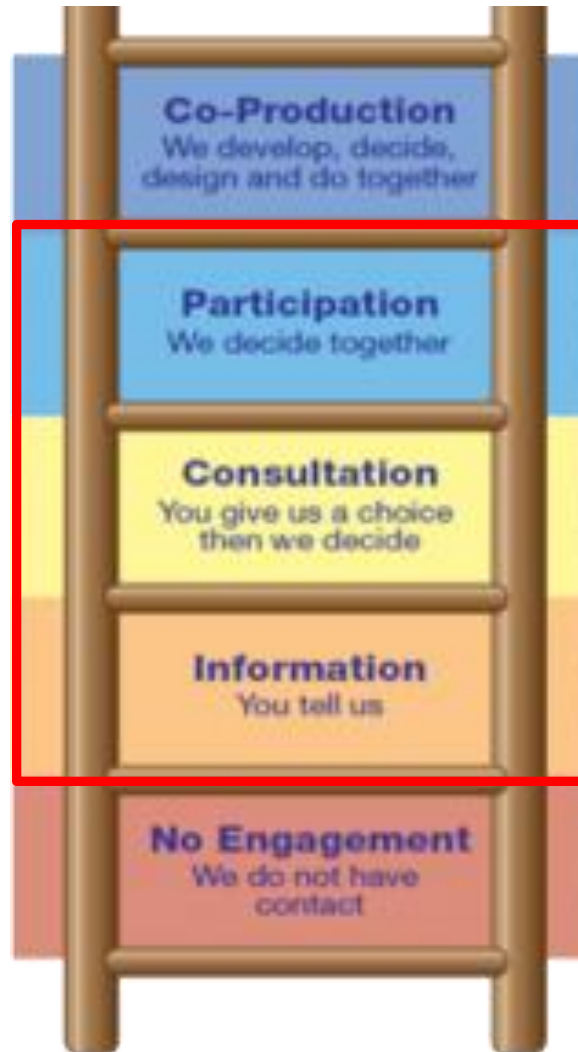 Co-Production
We develop, decide,
design and do together
Participation
We decide together
Consultation
You give us a choice
then we decide
Information
You tell us
No Engagement
We do not have
contact